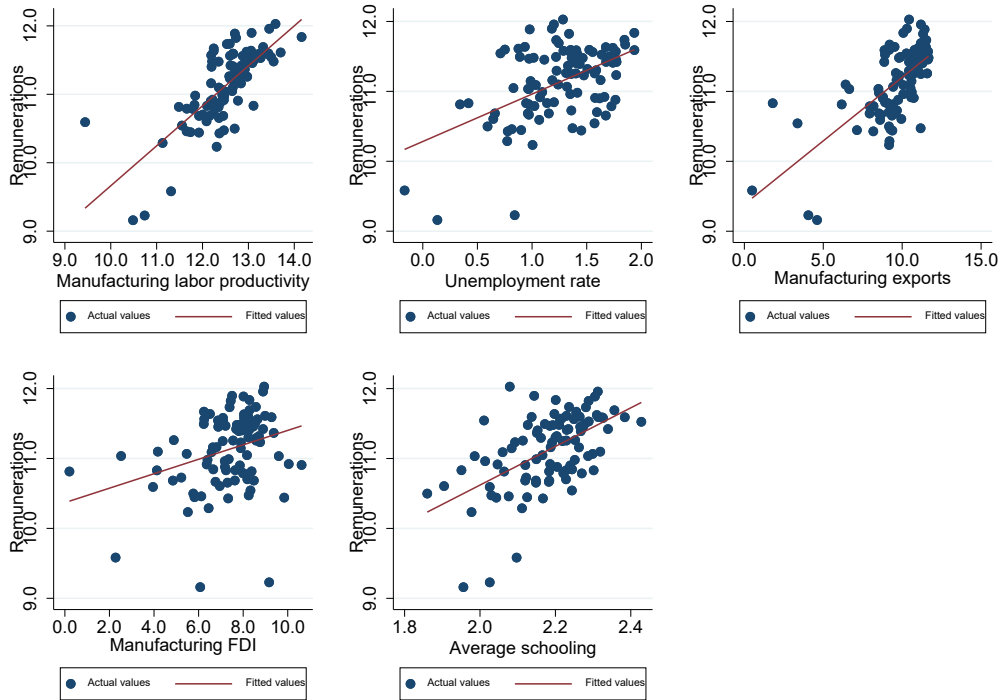 Remunerations
9.0 10.0 11.0 12.0
9.0 10.0 11.0 12.0 13.0 14.0
Manufacturing labor productivity
Actual values Fitted values
Remunerations
9.0 10.0 11.0 12.0
0.0 0.5 1.0 1.5 2.0
Unemployment rate
Actual values Fitted values
Remunerations
9.0 10.0 11.0 12.0
0.0 5.0 10.0 15.0
Manufacturing exports
Actual values Fitted values
Remunerations
9.0 10.0 11.0 12.0
0.0 2.0 4.0 6.0 8.0 10.0
Manufacturing FDI
Actual values Fitted values
Remunerations
9.0 10.0 11.0 12.0
1.8 2.0 2.2 2.4
Average schooling
Actual values Fitted values